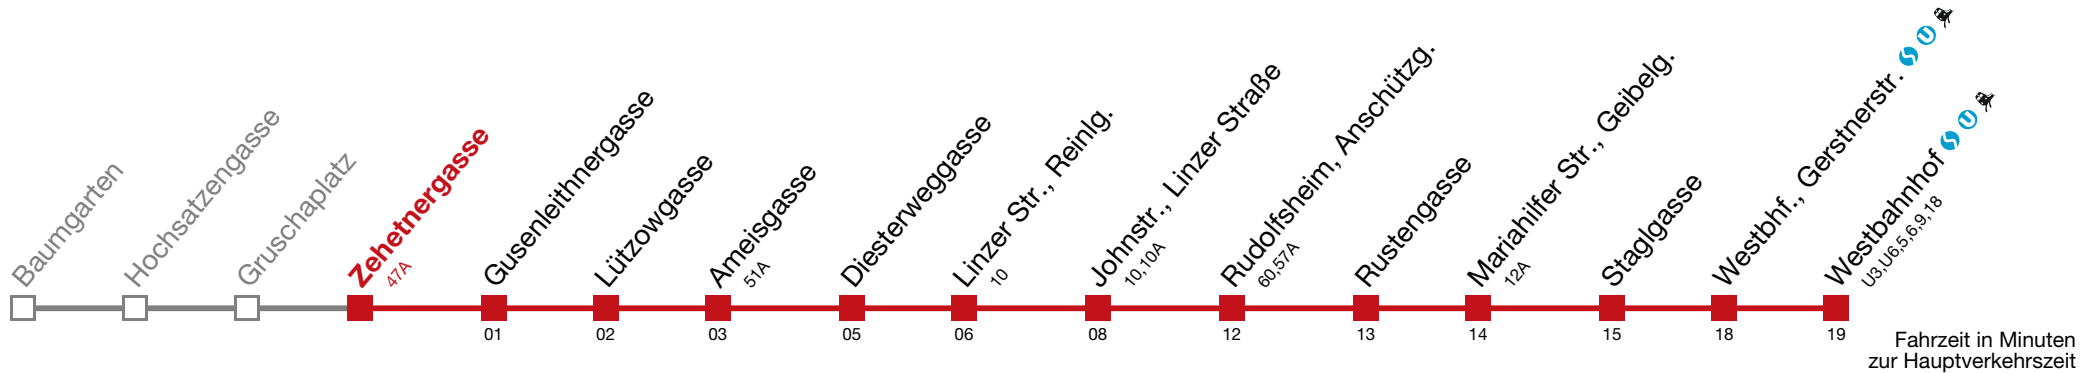 Baumgarten
Hochsatzengasse
Gruschaplatz
Zehetnergasse
47A
Gusenleithnergasse
Lützowgasse
Ameisgasse
51A
Diesterweggasse
Linzer Str., Reinlg.
10
Johnstr., Linzer Straße
10,10A
Rudolfsheim, Anschützg.
60,57A
Rustengasse
Mariahilfer Str., Geibelg.
12A
Staglgasse
Westbhf., Gerstnerstr. S U
Westbahnhof S U
U3,U6,5,6,9,18
01
02
03
05
06
08
12
13
14
15
18
19
Fahrzeit in Minuten
zur Hauptverkehrszeit